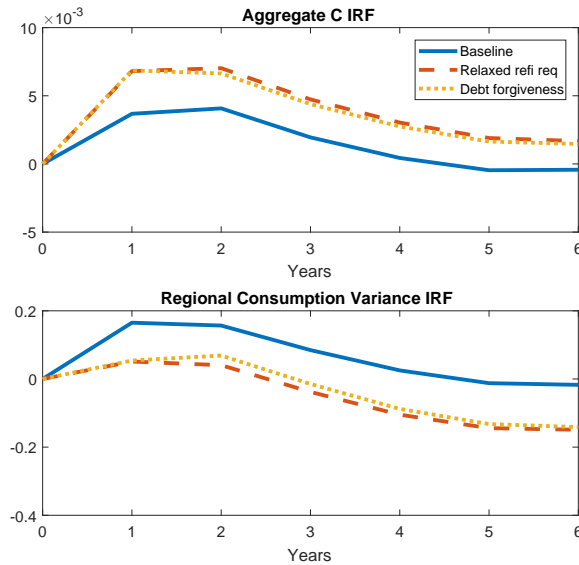 Aggregate C IRF
×10⁻³
10
5
0
-5
Baseline
Relaxed refi req
Debt forgiveness
0 1 2 3 4 5 6
Years
Regional Consumption Variance IRF
0.2
0
-0.2
-0.4
0 1 2 3 4 5 6
Years